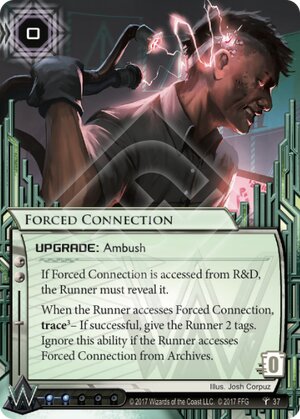 0
FORCED CONNECTION
UPGRADE: Ambush
If Forced Connection is accessed from R&D,
the Runner must reveal it.
When the Runner accesses Forced Connection,
trace³– If successful, give the Runner 2 tags.
Ignore this ability if the Runner accesses
Forced Connection from Archives.
0
Illus. Josh Corpuz
© 2017 Wizards of the Coast LLC. © 2017 FFG
37